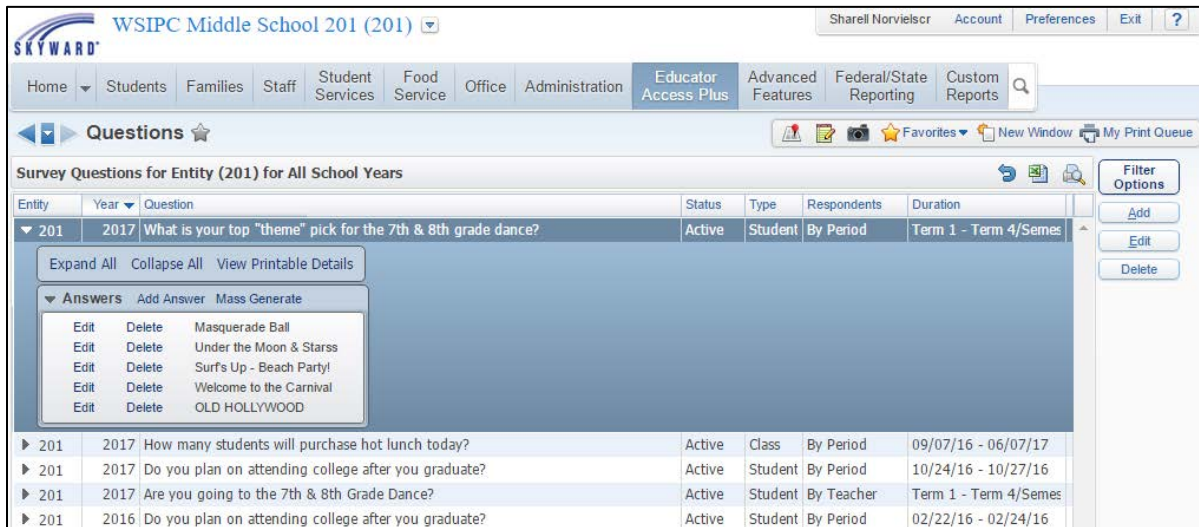 WSIPC Middle School 201 (201)
Sharell Norvielscr Account Preferences Exit ?
SKYWARD
Home Students Families Staff Student Services Food Service Office Administration Educator Access Plus Advanced Features Federal/State Reporting Custom Reports
Questions Favorites New Window My Print Queue
Survey Questions for Entity (201) for All School Years
Filter Options
Entity Year Question Status Type Respondents Duration
Add
201 2017 What is your top "theme" pick for the 7th & 8th grade dance? Active Student By Period Term 1 - Term 4/Semes
Edit
Expand All Collapse All View Printable Details
Delete
Answers Add Answer Mass Generate
Edit Delete Masquerade Ball
Edit Delete Under the Moon & Starss
Edit Delete Surf's Up - Beach Party!
Edit Delete Welcome to the Carnival
Edit Delete OLD HOLLYWOOD
201 2017 How many students will purchase hot lunch today? Active Class By Period 09/07/16 - 06/07/17
201 2017 Do you plan on attending college after you graduate? Active Student By Period 10/24/16 - 10/27/16
201 2017 Are you going to the 7th & 8th Grade Dance? Active Student By Teacher Term 1 - Term 4/Semes
201 2016 Do you plan on attending college after you graduate? Active Student By Period 02/22/16 - 02/24/16